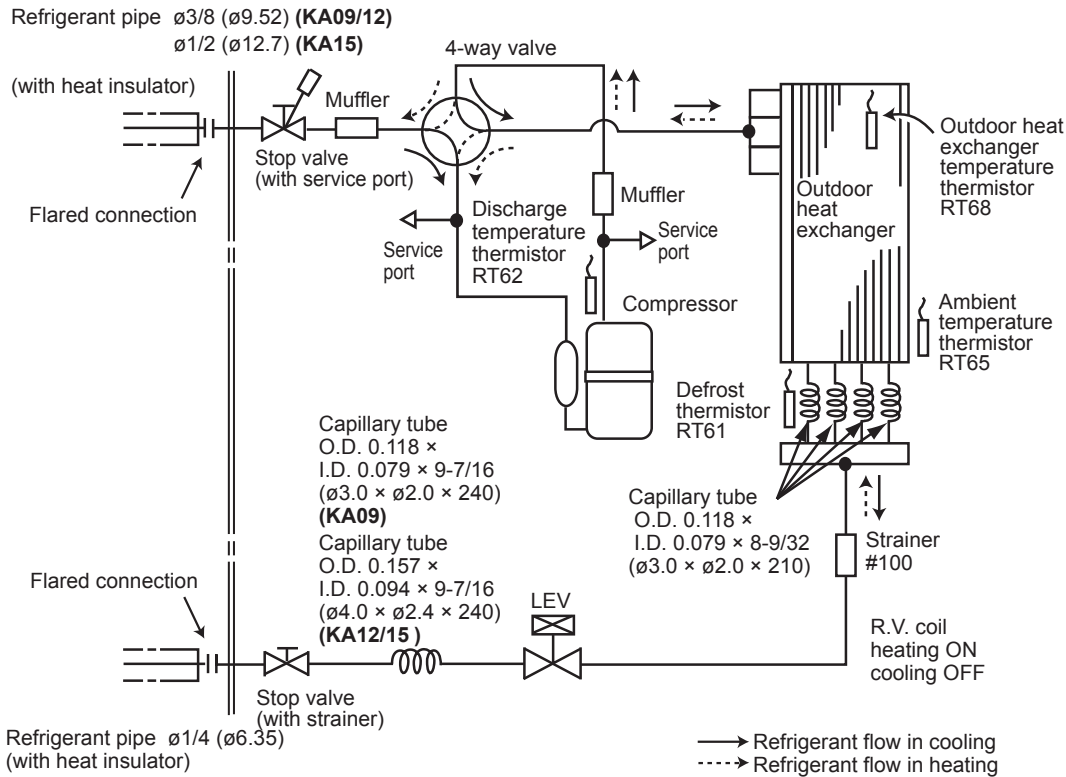 Refrigerant pipe ø3/8 (ø9.52) (KA09/12)
ø1/2 (ø12.7) (KA15)
(with heat insulator)
4-way valve
Muffler
Stop valve
(with service port)
Flared connection
Service
port
Discharge
temperature
thermistor
RT62
Muffler
Service
port
Compressor
Outdoor
heat
exchanger
Outdoor heat
exchanger
temperature
thermistor
RT68
Ambient
temperature
thermistor
RT65
Defrost
thermistor
RT61
Capillary tube
O.D. 0.118 ×
I.D. 0.079 × 9-7/16
(ø3.0 × ø2.0 × 240)
(KA09)
Capillary tube
O.D. 0.157 ×
I.D. 0.094 × 9-7/16
(ø4.0 × ø2.4 × 240)
(KA12/15 )
Capillary tube
O.D. 0.118 ×
I.D. 0.079 × 8-9/32
(ø3.0 × ø2.0 × 210)
Strainer
#100
Flared connection
LEV
R.V. coil
heating ON
cooling OFF
Stop valve
(with strainer)
Refrigerant pipe ø1/4 (ø6.35)
(with heat insulator)
Refrigerant flow in cooling
Refrigerant flow in heating